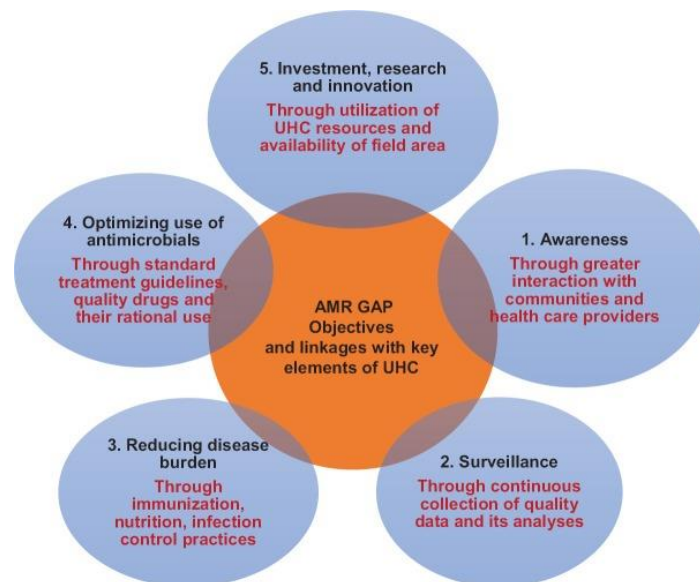 5. Investment, research
and innovation
Through utilization of
UHC resources and
availability of field area
4. Optimizing use of
antimicrobials
Through standard
treatment guidelines,
quality drugs and
their rational use
1. Awareness
Through greater
interaction with
communities and
health care providers
AMR GAP
Objectives
and linkages with key
elements of UHC
3. Reducing disease
burden
Through
immunization,
nutrition, infection
control practices
2. Surveillance
Through continuous
collection of quality
data and its analyses